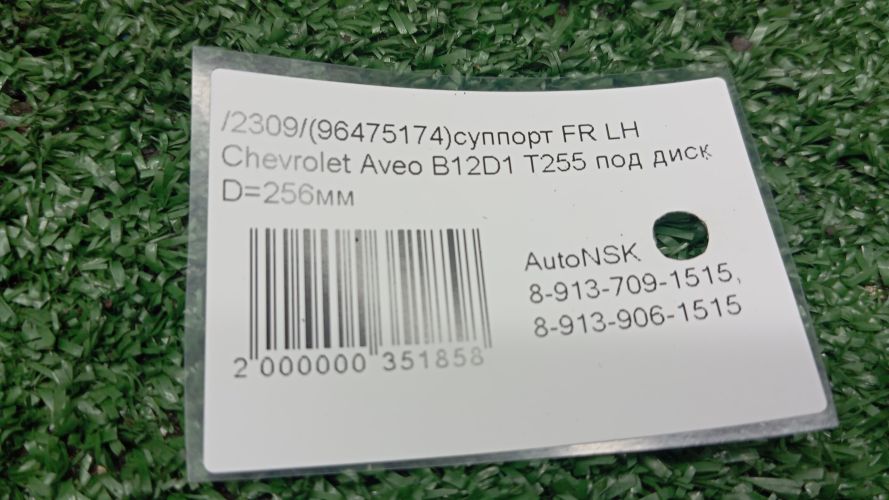 /2309/(96475174)суппорт FR LH
Chevrolet Aveo B12D1 T255 под диск
D=256мм
AutoNSK
8-913-709-1515,
8-913-906-1515
2 000000 351858